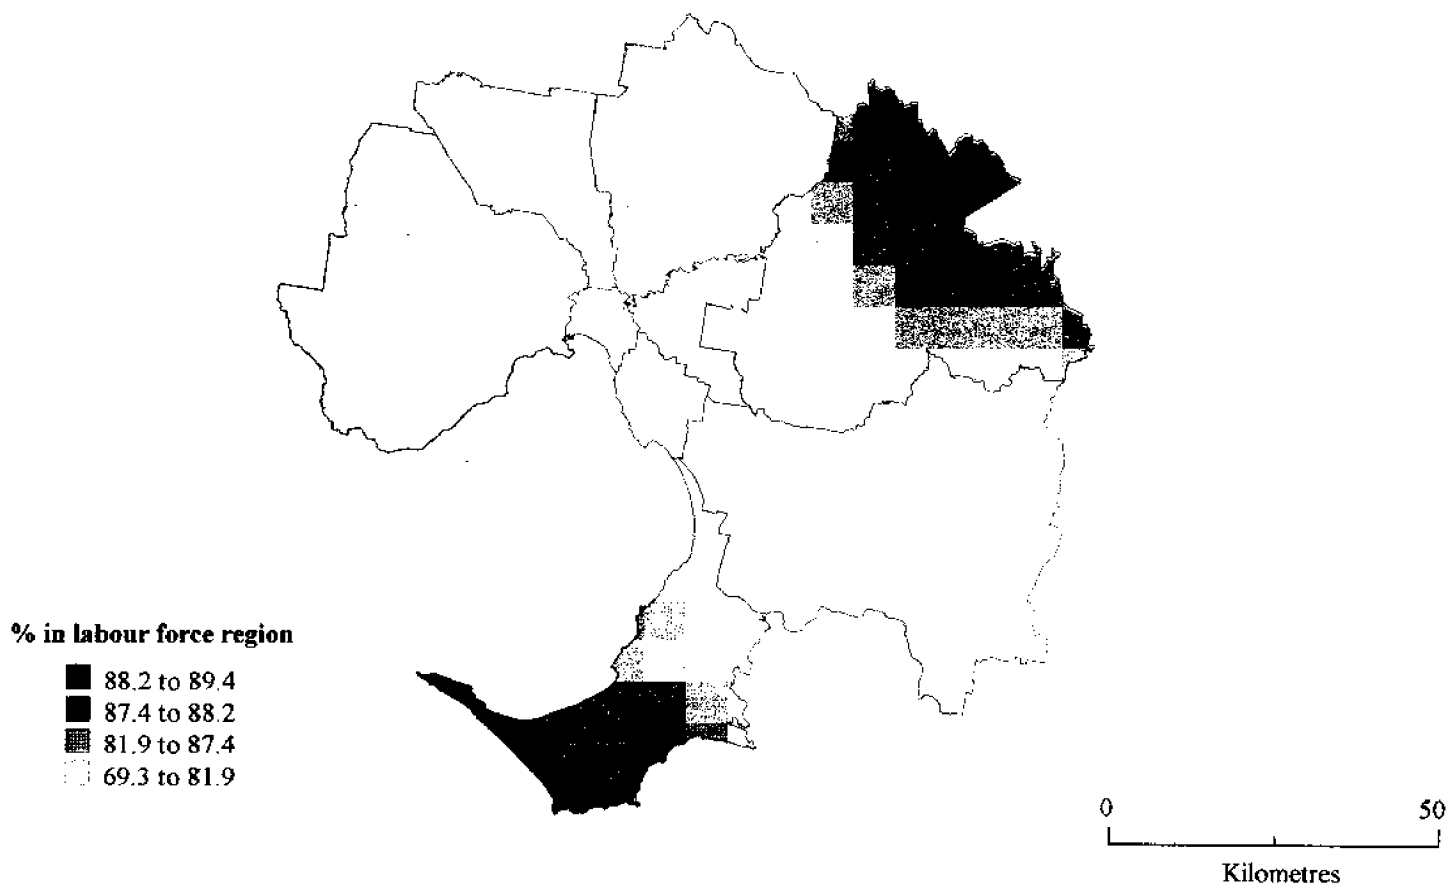 % in labour force region
88.2 to 89.4
87.4 to 88.2
81.9 to 87.4
69.3 to 81.9
0 50
Kilometres